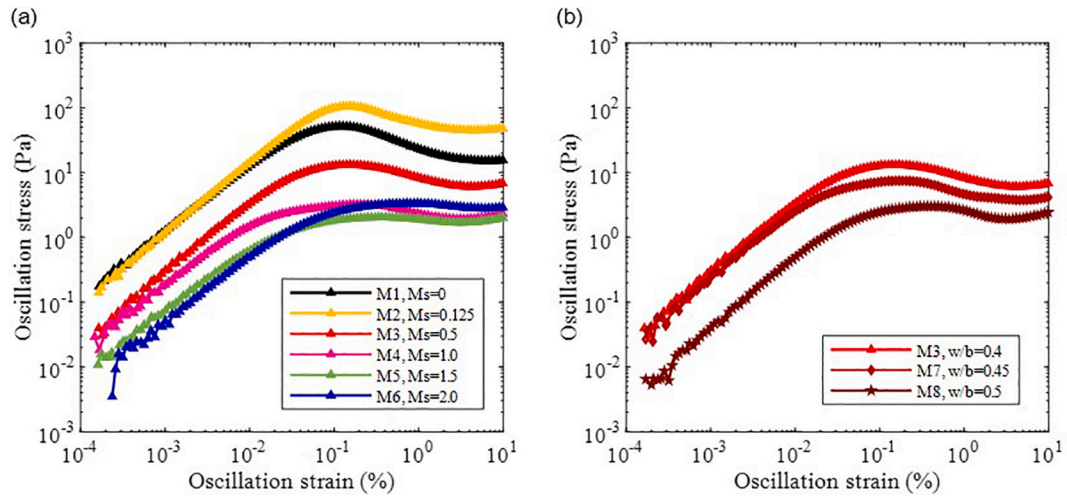 (a)
10^3
10^2
10^1
10^0
10^-1
10^-2
10^-3
Oscillation stress (Pa)
M1, Ms=0
M2, Ms=0.125
M3, Ms=0.5
M4, Ms=1.0
M5, Ms=1.5
M6, Ms=2.0
10^-4 10^-3 10^-2 10^-1 10^0 10^1
Oscillation strain (%)
(b)
10^3
10^2
10^1
10^0
10^-1
10^-2
10^-3
Oscillation stress (Pa)
M3, w/b=0.4
M7, w/b=0.45
M8, w/b=0.5
10^-4 10^-3 10^-2 10^-1 10^0 10^1
Oscillation strain (%)